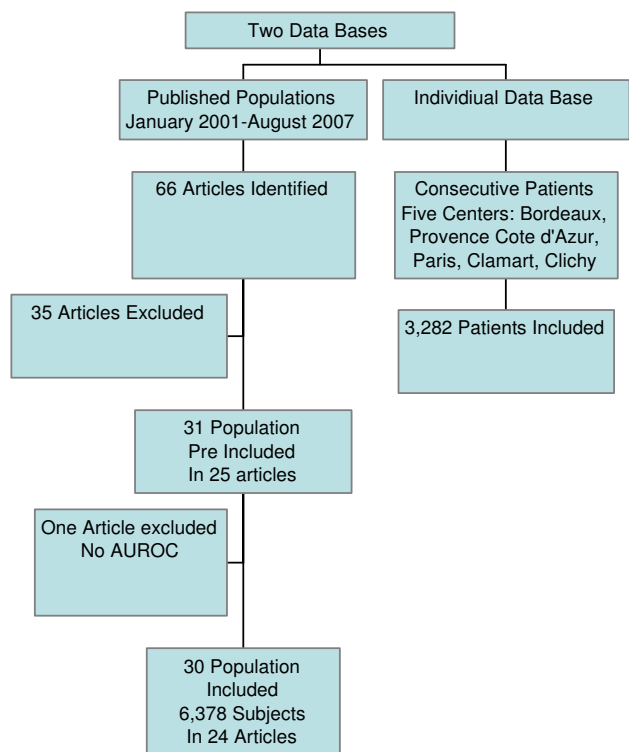 Two Data Bases
Published Populations
January 2001-August 2007
Individiual Data Base
66 Articles Identified
Consecutive Patients
Five Centers: Bordeaux,
Provence Cote d'Azur,
Paris, Clamart, Clichy
35 Articles Excluded
3,282 Patients Included
31 Population
Pre Included
In 25 articles
One Article excluded
No AUROC
30 Population
Included
6,378 Subjects
In 24 Articles